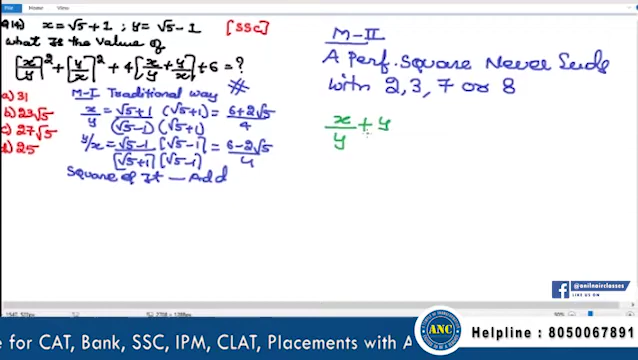 Q14) x = √5 + 1 ; y = √5 - 1 [SSC]
what Is the value of
[x/y]² + [y/x]² + 4[x/y + y/x] + 6 = ?
a) 31
b) 23√5
c) 27√5
d) 25
M-I Traditional way
x/y = √5+1 (√5+1) / (√5-1) (√5+1) = 6+2√5 / 4
y/x = √5-1 [√5-1] / [√5+1] [√5-1] = 6-2√5 / 4
Square of It — Add
M-II
A Perf. Square Never Ends
with 2, 3, 7 or 8
x/y + y
@anilnairclasses
LIKE US ON
File
Home
View
e for CAT, Bank, SSC, IPM, CLAT, Placements with A
ANC
Helpline : 8050067891